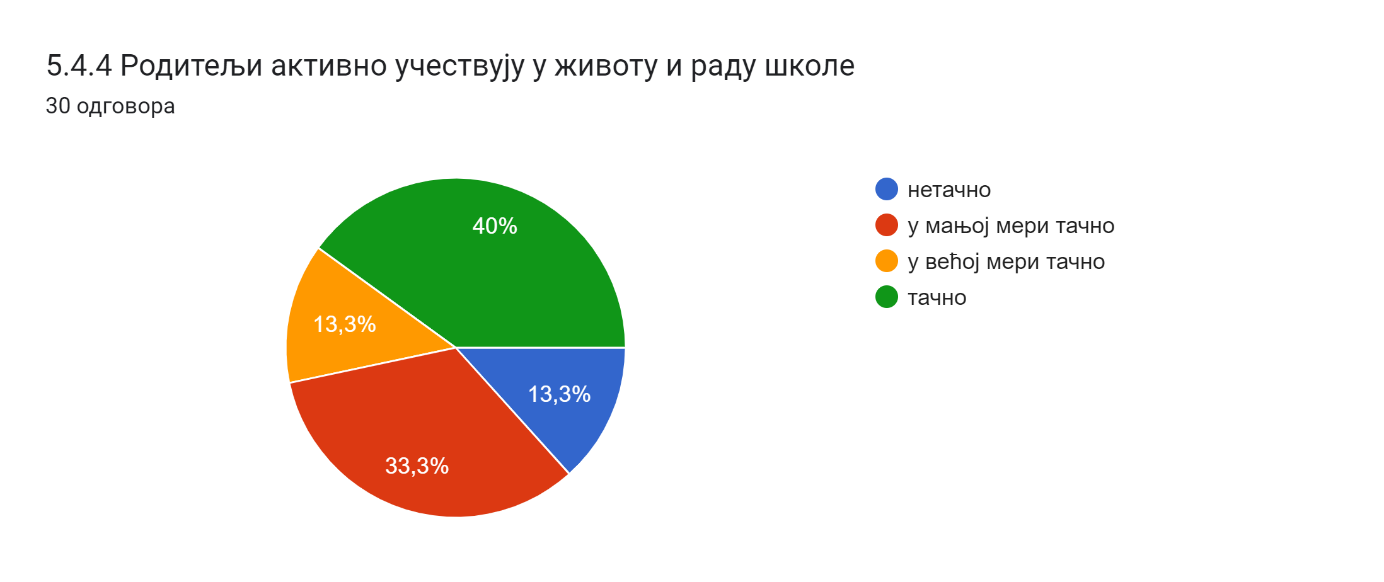 5.4.4 Родитељи активно учествују у животу и раду школе
30 одговора
40%
13,3%
13,3%
33,3%
нетачно
у мањој мери тачно
у већој мери тачно
тачно